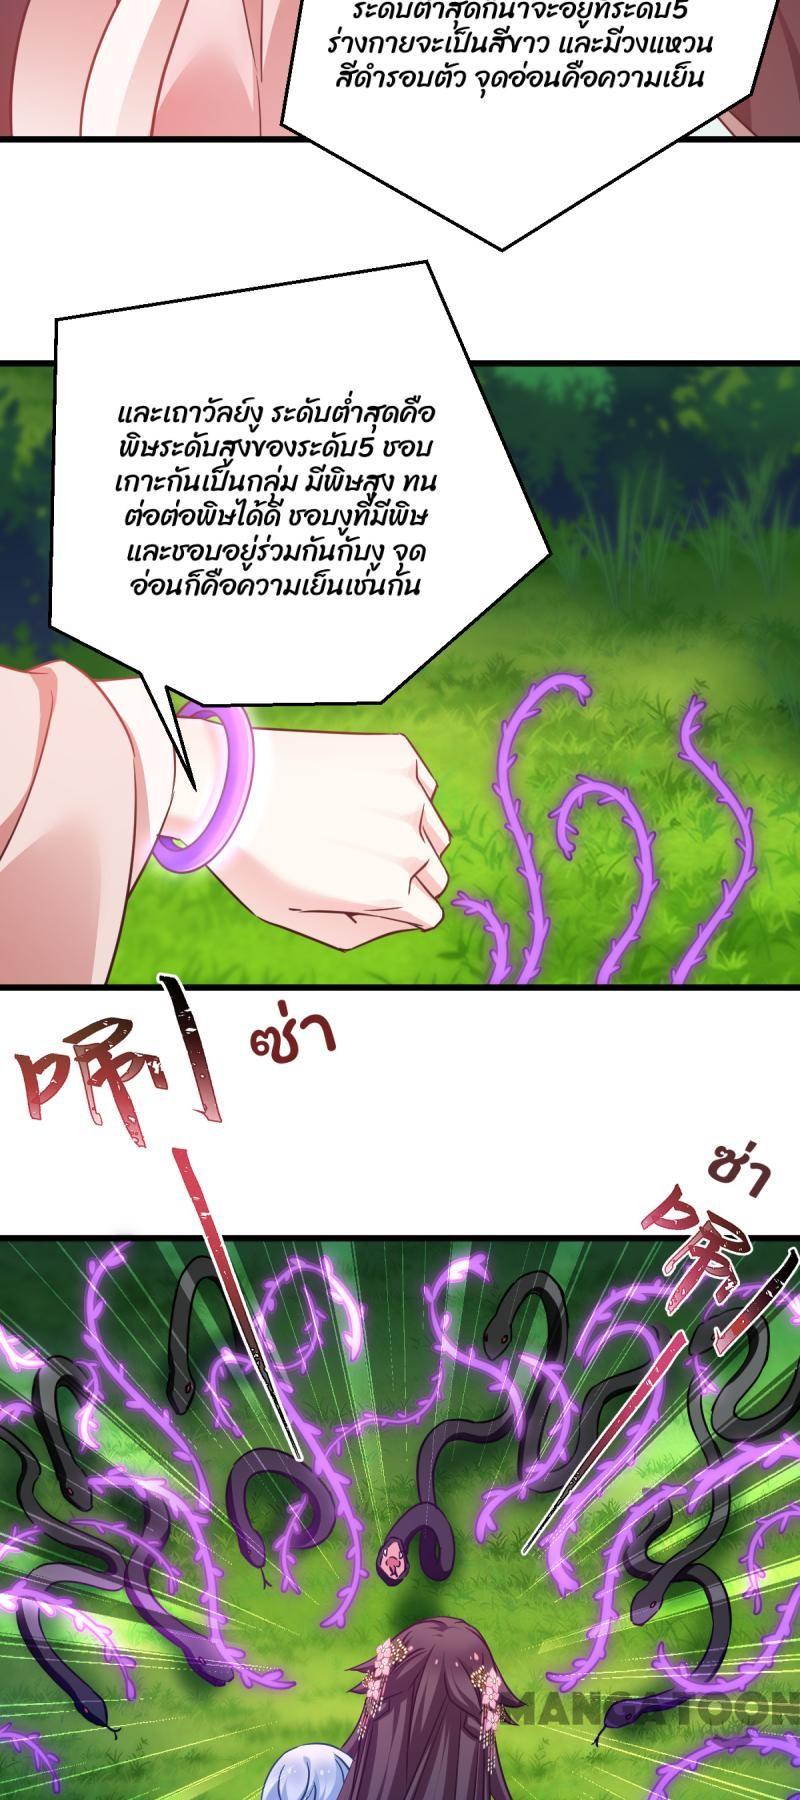 ระดับต่ำสุดก็น่าจะอยู่ที่ระดับ5
ร่างกายจะเป็นสีขาว และมีวงแหวน
สีดำรอบตัว จุดอ่อนคือความเย็น
และเถาวัลย์งู ระดับต่ำสุดคือ
พิษระดับสูงของระดับ5 ชอบ
เกาะกันเป็นกลุ่ม มีพิษสูง ทน
ต่อต่อพิษได้ดี ชอบงูที่มีพิษ
และชอบอยู่ร่วมกันกับงู จุด
อ่อนก็คือความเย็นเช่นกัน
唰 ซ่า
ซ่า
唰
MANGATOON